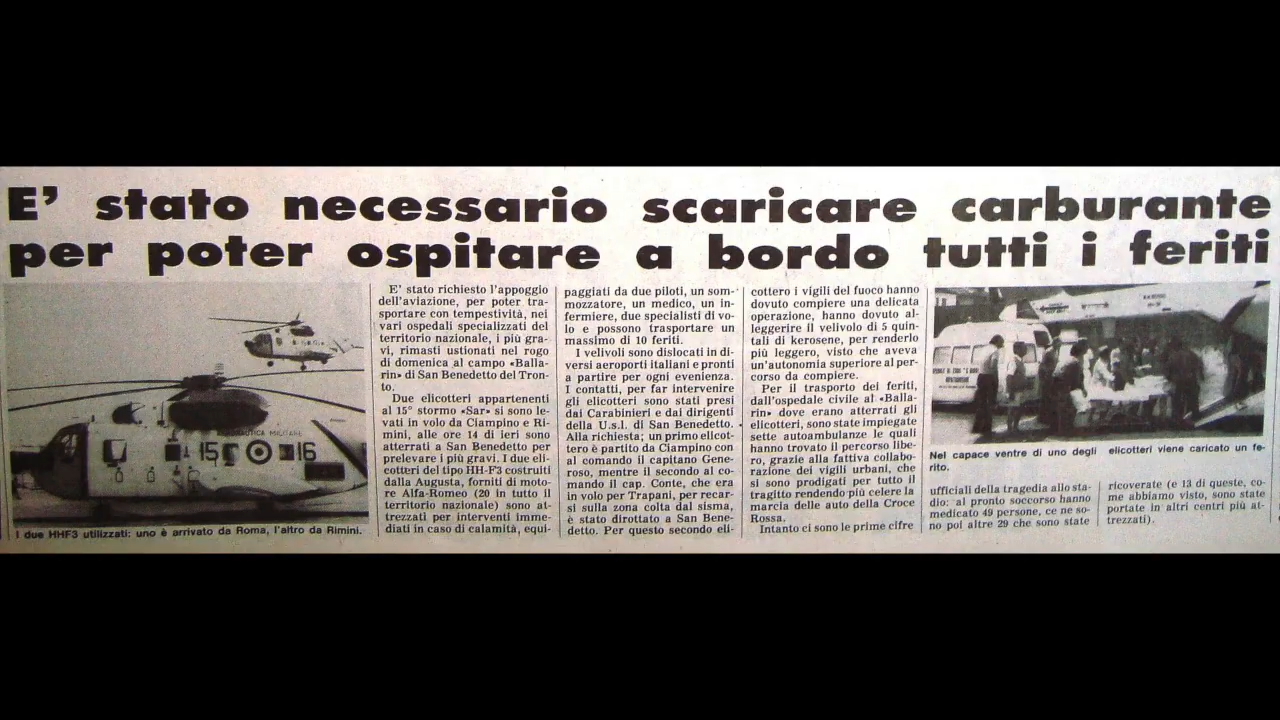 E' stato necessario scaricare carburante
per poter ospitare a bordo tutti i feriti
AERONAUTICA MILITARE
15 16
I due HHF3 utilizzati: uno è arrivato da Roma, l'altro da Rimini.
E' stato richiesto l'appoggio
dell'aviazione, per poter tra-
sportare con tempestività, nei
vari ospedali specializzati del
territorio nazionale, i più gra-
vi, rimasti ustionati nel rogo
di domenica al campo «Balla-
rin» di San Benedetto del Tron-
to.
Due elicotteri appartenenti
al 15° stormo «Sar» si sono le-
vati in volo da Ciampino e Ri-
mini, alle ore 14 di ieri sono
atterrati a San Benedetto per
prelevare i più gravi. I due eli-
cotteri del tipo HH-F3 costruiti
dalla Augusta, forniti di moto-
re Alfa-Romeo (20 in tutto il
territorio nazionale) sono at-
trezzati per interventi imme-
diati in caso di calamità, equi-
paggiati da due piloti, un som-
mozzatore, un medico, un in-
fermiere, due specialisti di vo-
lo e possono trasportare un
massimo di 10 feriti.
I velivoli sono dislocati in di-
versi aeroporti italiani e pronti
a partire per ogni evenienza.
I contatti, per far intervenire
gli elicotteri sono stati presi
dai Carabinieri e dai dirigenti
della U.s.l. di San Benedetto.
Alla richiesta; un primo elicot-
tero è partito da Ciampino con
al comando il capitano Gene-
roso, mentre il secondo al co-
mando il cap. Conte, che era
in volo per Trapani, per recar-
si sulla zona colta dal sisma,
è stato dirottato a San Bene-
detto. Per questo secondo eli-
cottero i vigili del fuoco hanno
dovuto compiere una delicata
operazione, hanno dovuto al-
leggerire il velivolo di 5 quin-
tali di kerosene, per renderlo
più leggero, visto che aveva
un'autonomia superiore al per-
corso da compiere.
Per il trasporto dei feriti,
dall'ospedale civile al «Balla-
rin» dove erano atterrati gli
elicotteri, sono state impiegate
sette autoambulanze le quali
hanno trovato il percorso libe-
ro, grazie alla fattiva collabo-
razione dei vigili urbani, che
si sono prodigati per tutto il
tragitto rendendo più celere la
marcia delle auto della Croce
Rossa.
Intanto ci sono le prime cifre
Nel capace ventre di uno degli elicotteri viene caricato un fe-
rito.
ufficiali della tragedia allo sta-
dio: al pronto soccorso hanno
medicato 49 persone, ce ne so-
no poi altre 29 che sono state
ricoverate (e 13 di queste, co-
me abbiamo visto, sono state
portate in altri centri più at-
trezzati).